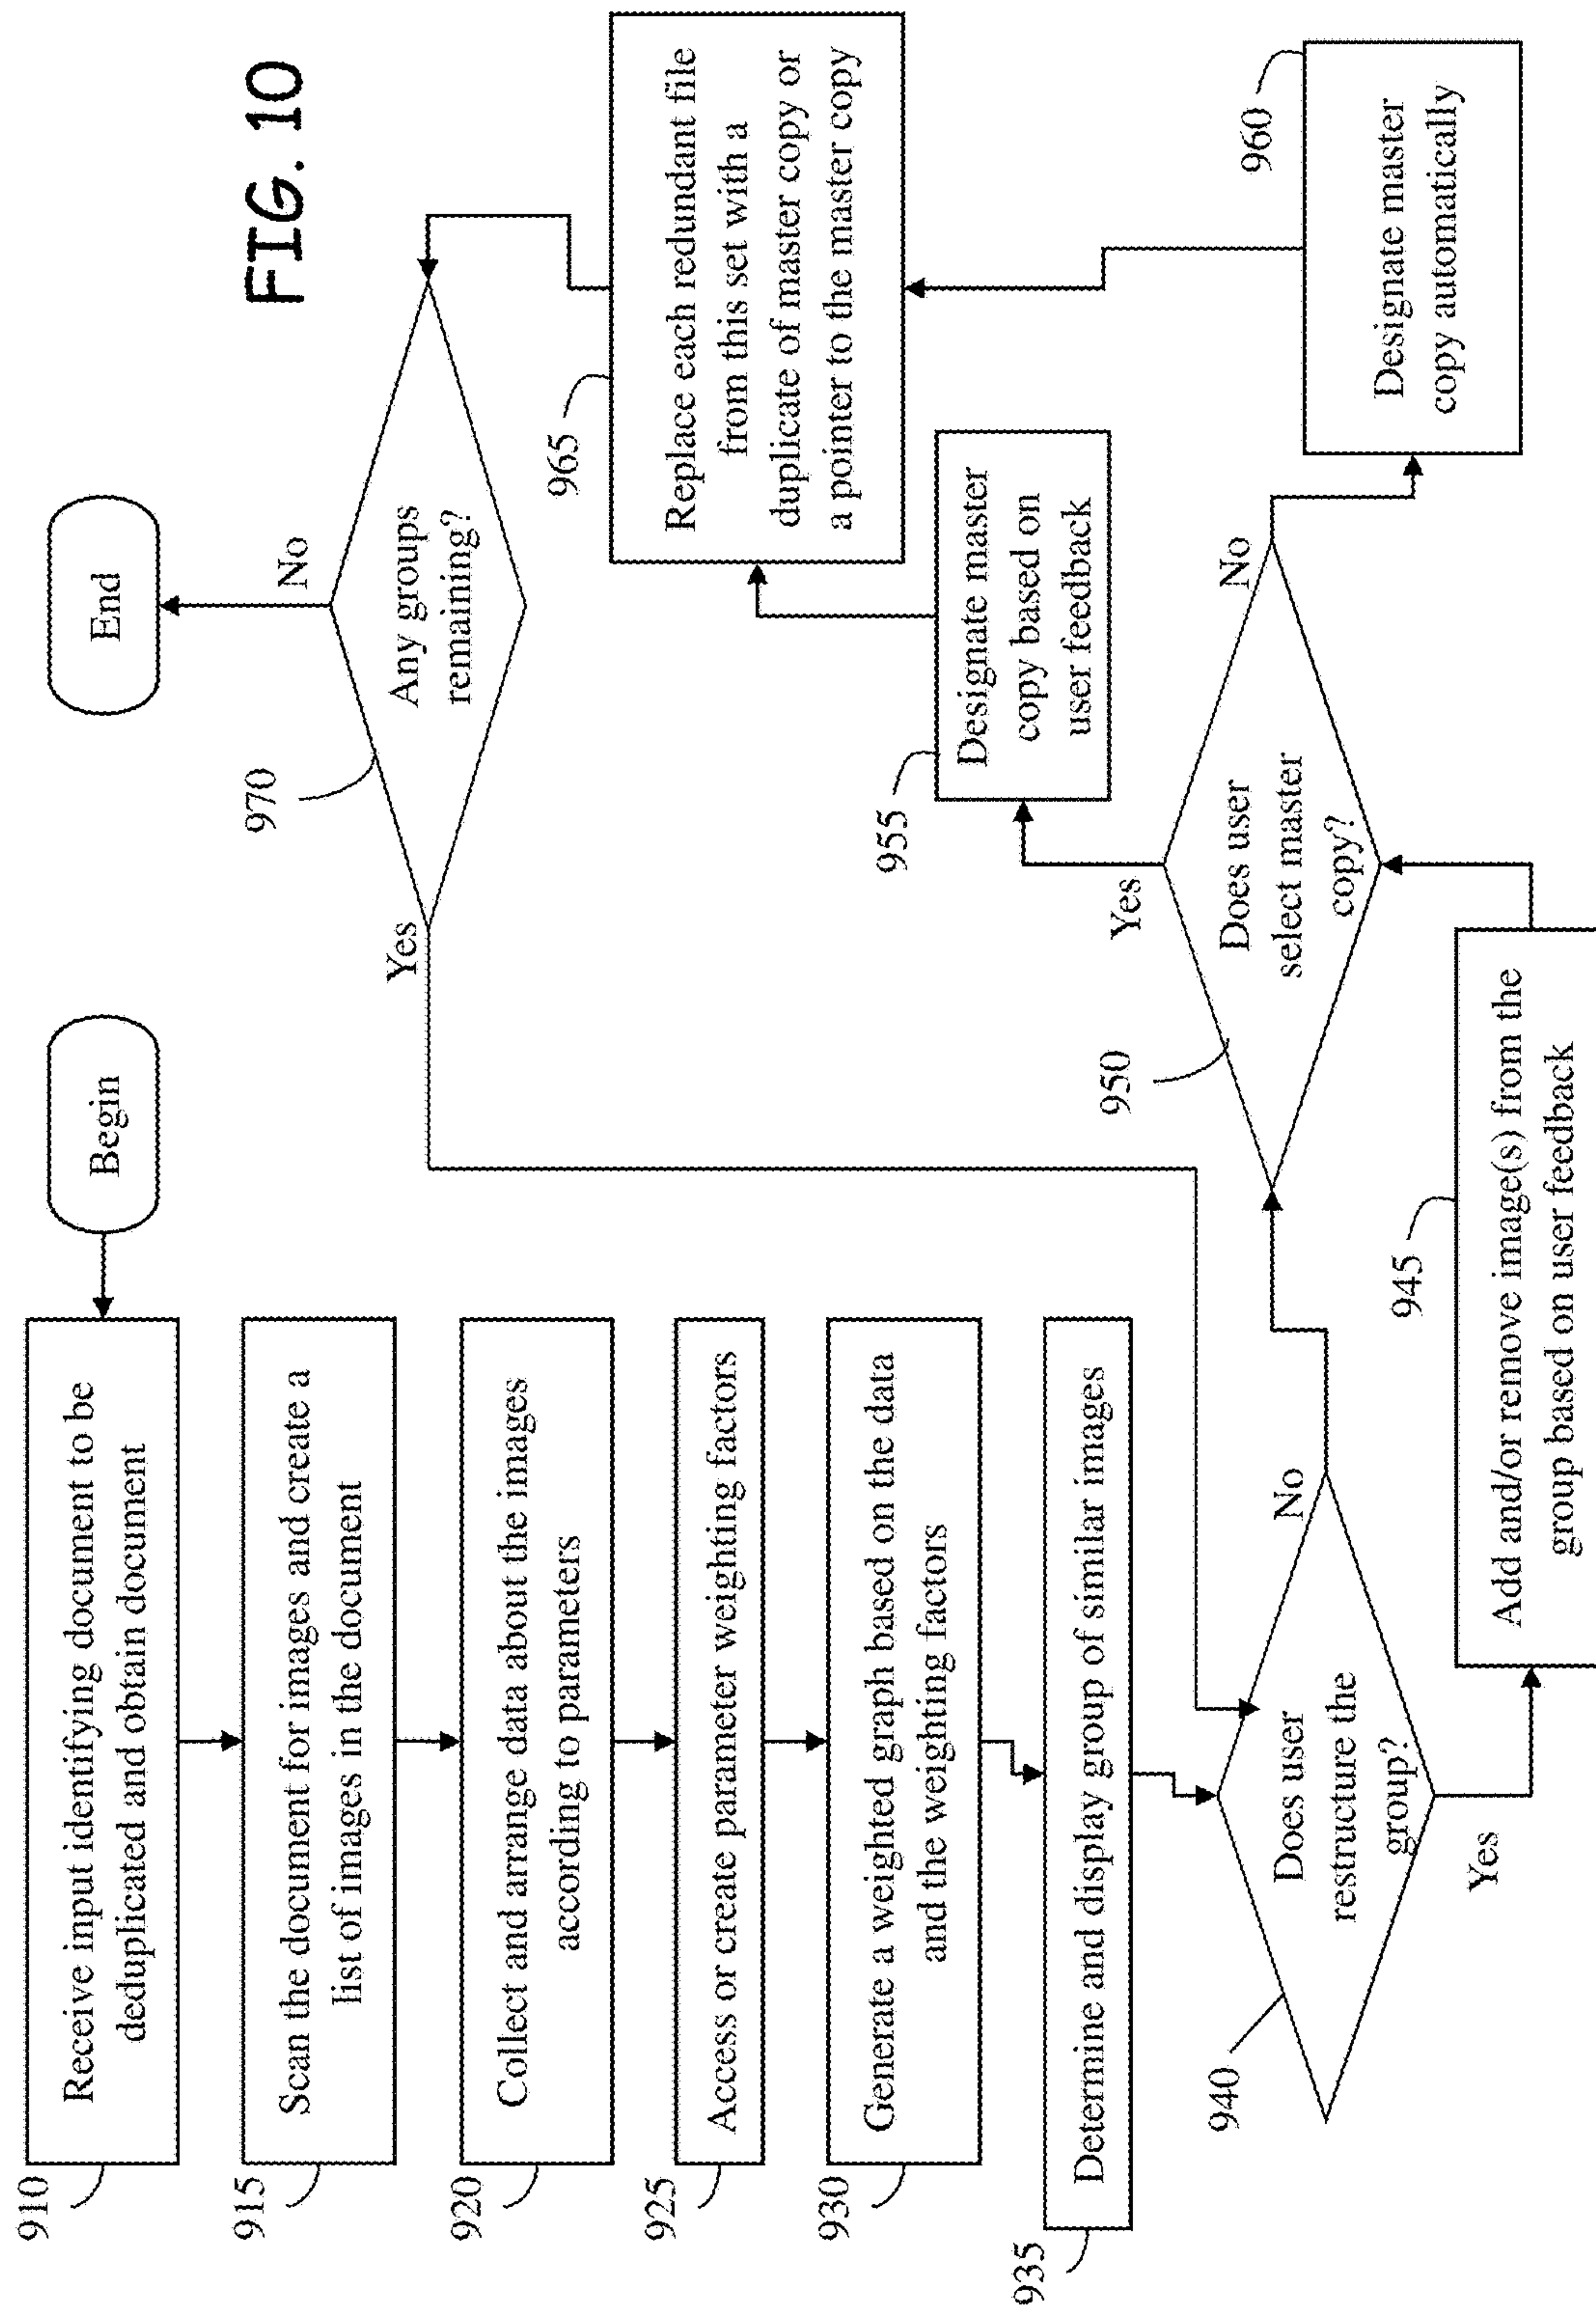 FIG. 10
Begin
910
Receive input identifying document to be
deduplicated and obtain document
915
Scan the document for images and create a
list of images in the document
920
Collect and arrange data about the images
according to parameters
925
Access or create parameter weighting factors
930
Generate a weighted graph based on the data
and the weighting factors
935
Determine and display group of similar images
940
Does user
restructure the
group?
No
Yes
945
Add and/or remove image(s) from the
group based on user feedback
950
Does user
select master
copy?
Yes
No
955
Designate master
copy based on
user feedback
960
Designate master
copy automatically
965
Replace each redundant file
from this set with a
duplicate of master copy or
a pointer to the master copy
970
Any groups
remaining?
Yes
No
End